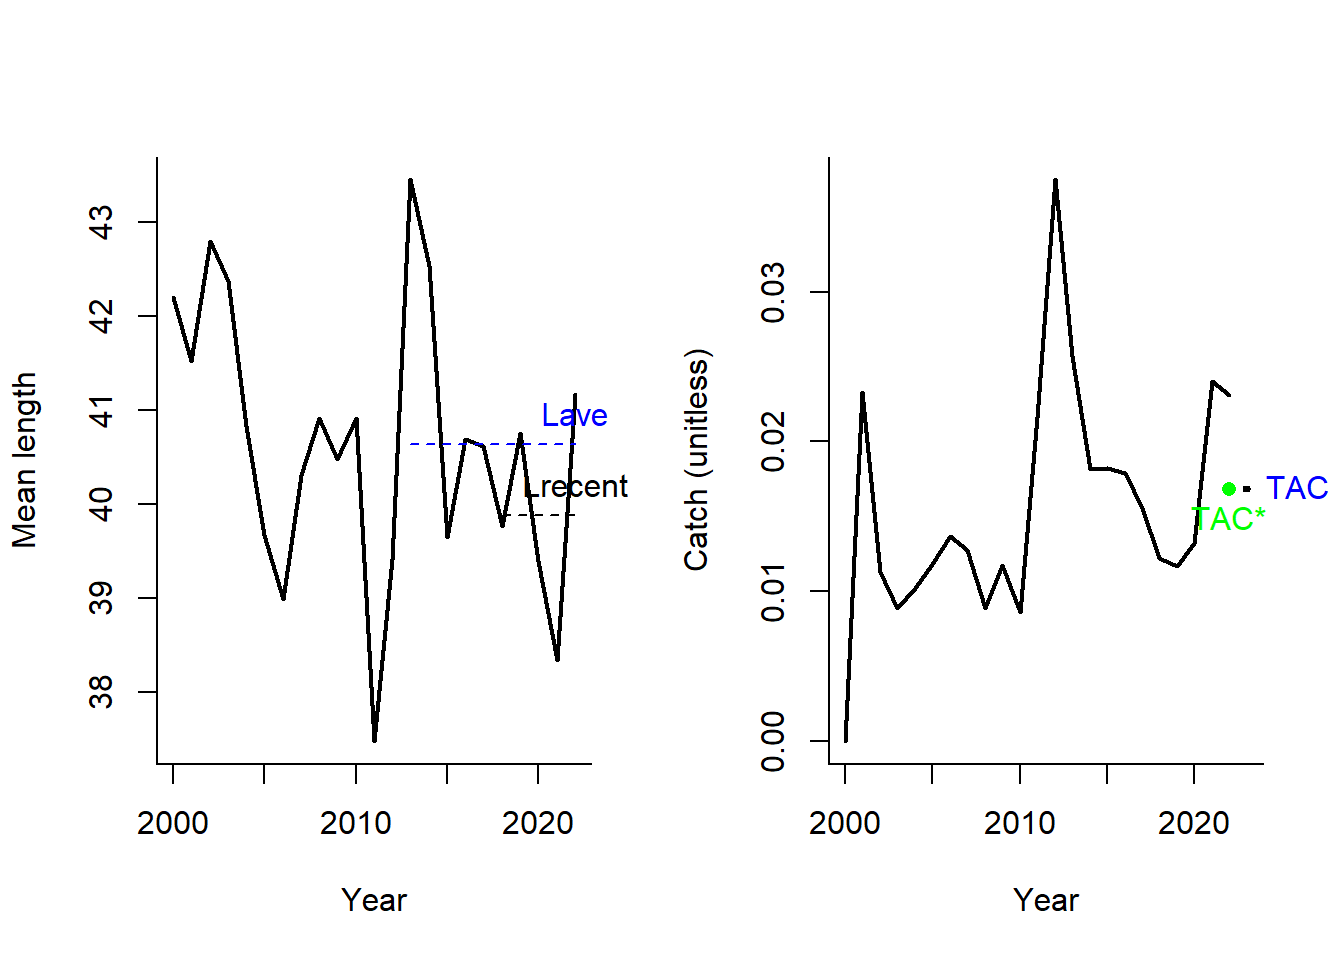 Mean length
43
42
41
40
39
38
Lave
Lrecent
2000 2010 2020
Year
Catch (unitless)
0.03
0.02
0.01
0.00
TAC
TAC*
2000 2010 2020
Year